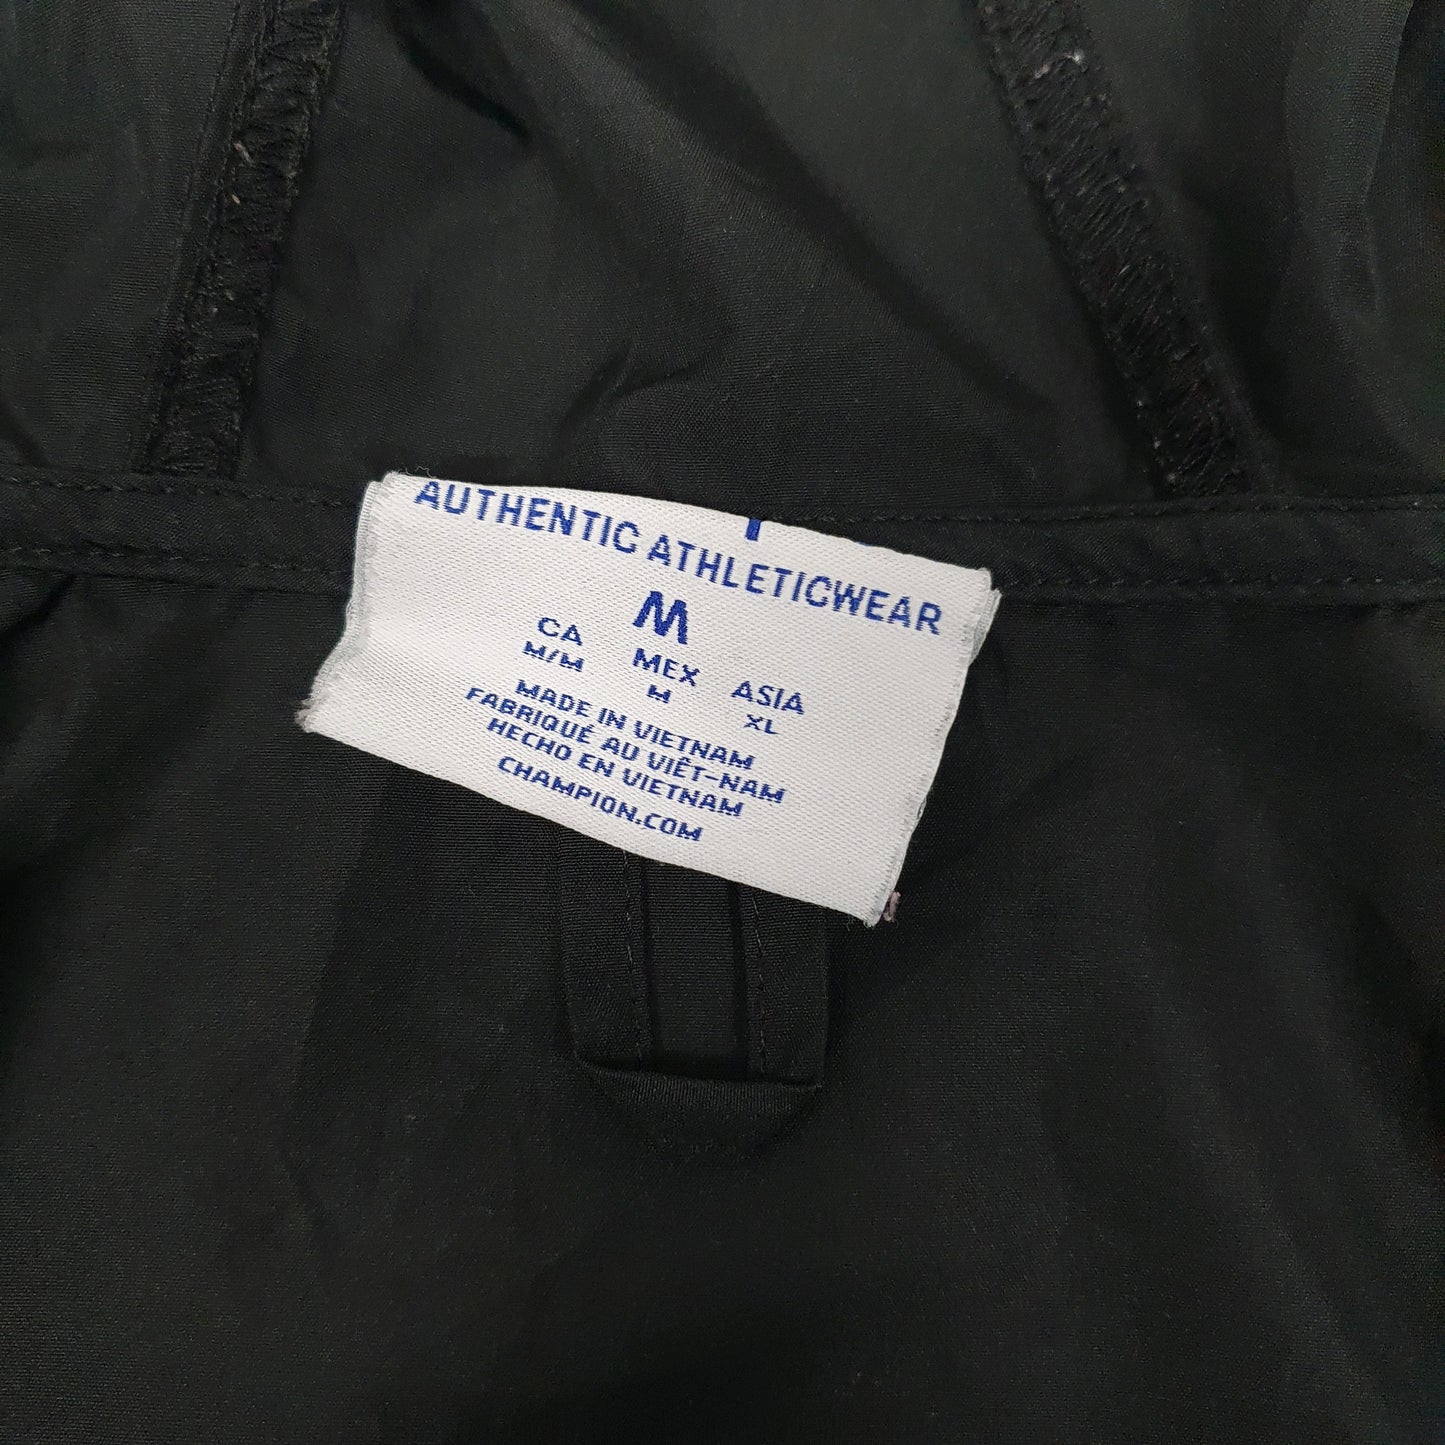 AUTHENTIC ATHLETICWEAR
M
CA MEX ASIA
M/M M XL
MADE IN VIETNAM
FABRIQUÉ AU VIÊT-NAM
HECHO EN VIETNAM
CHAMPION.COM